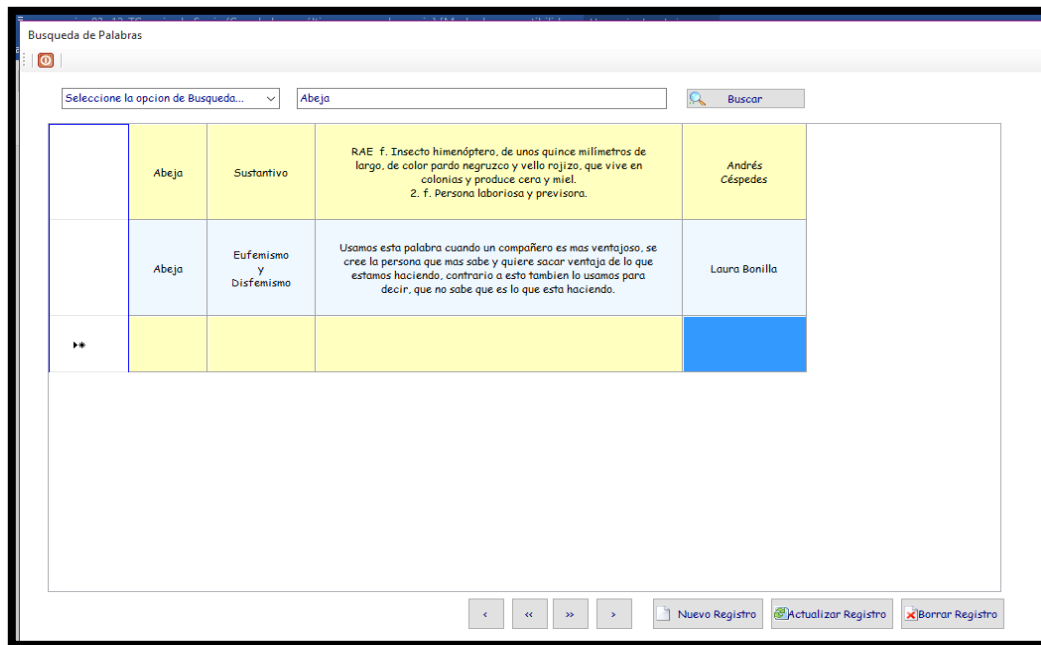 Busqueda de Palabras
Seleccione la opcion de Busqueda...
Abeja
Buscar
Abeja
Sustantivo
RAE f. Insecto himenóptero, de unos quince milímetros de
largo, de color pardo negruzco y vello rojizo, que vive en
colonias y produce cera y miel.
2. f. Persona laboriosa y previsora.
Andrés
Céspedes
Abeja
Eufemismo
y
Disfemismo
Usamos esta palabra cuando un compañero es mas ventajoso, se
cree la persona que mas sabe y quiere sacar ventaja de lo que
estamos haciendo, contrario a esto tambien lo usamos para
decir, que no sabe que es lo que esta haciendo.
Laura Bonilla
<
<<
>>
>
Nuevo Registro
Actualizar Registro
Borrar Registro